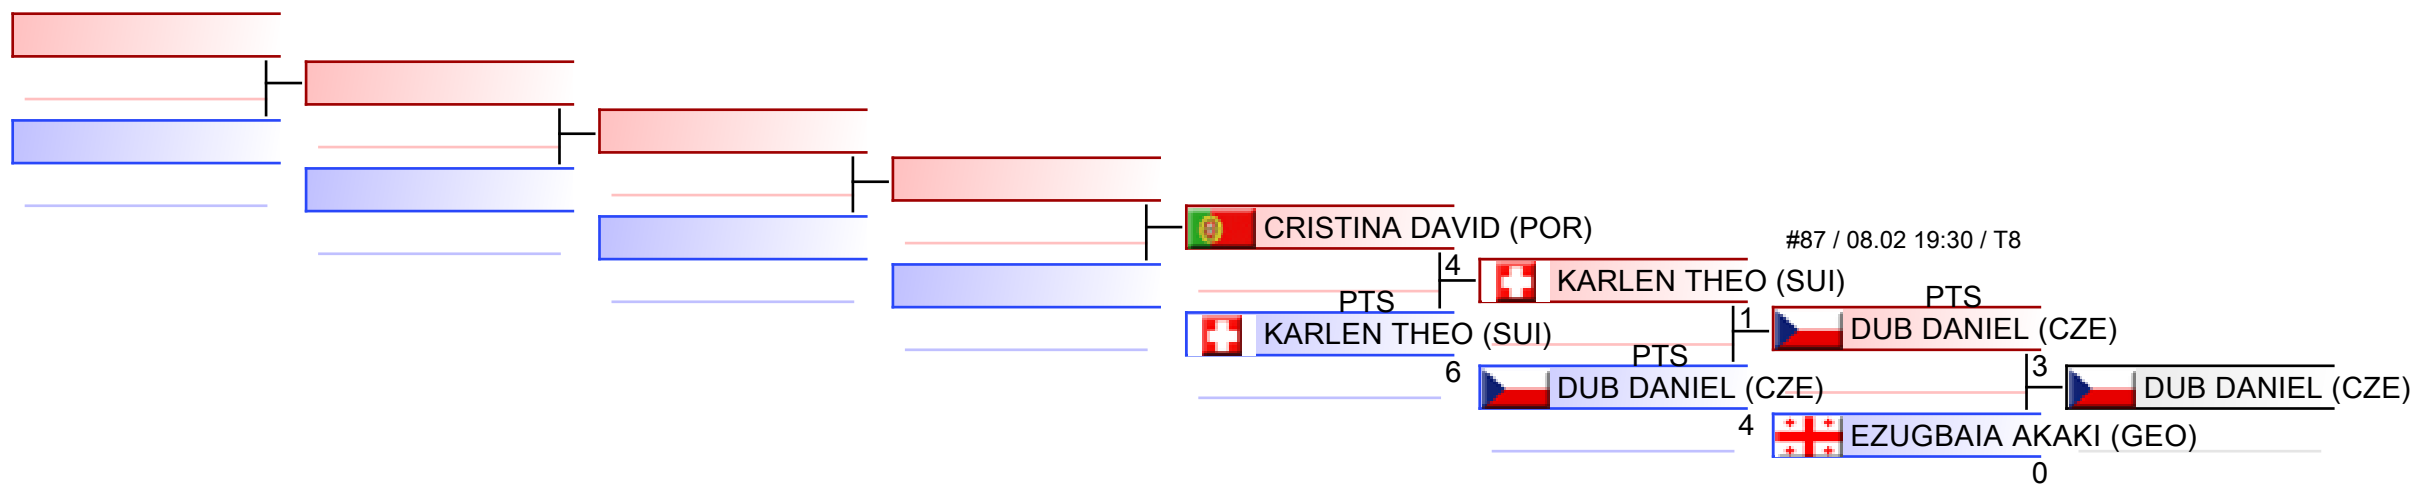 CRISTINA DAVID (POR)
4
PTS
KARLEN THEO (SUI)
6
KARLEN THEO (SUI)
1
PTS
DUB DANIEL (CZE)
4
#87 / 08.02 19:30 / T8
PTS
DUB DANIEL (CZE)
3
EZUGBAIA AKAKI (GEO)
0
DUB DANIEL (CZE)